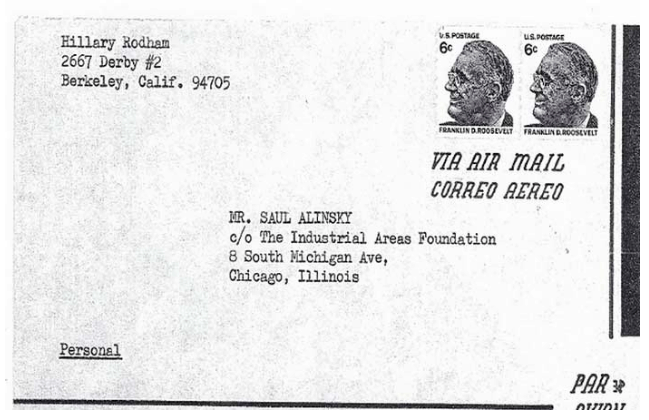 Hillary Rodham
2667 Derby #2
Berkeley, Calif. 94705
U.S. POSTAGE
6c
FRANKLIN D. ROOSEVELT
U.S. POSTAGE
6c
FRANKLIN D. ROOSEVELT
VIA AIR MAIL
CORREO AEREO
MR. SAUL ALINSKY
c/o The Industrial Areas Foundation
8 South Michigan Ave,
Chicago, Illinois
Personal
PAR